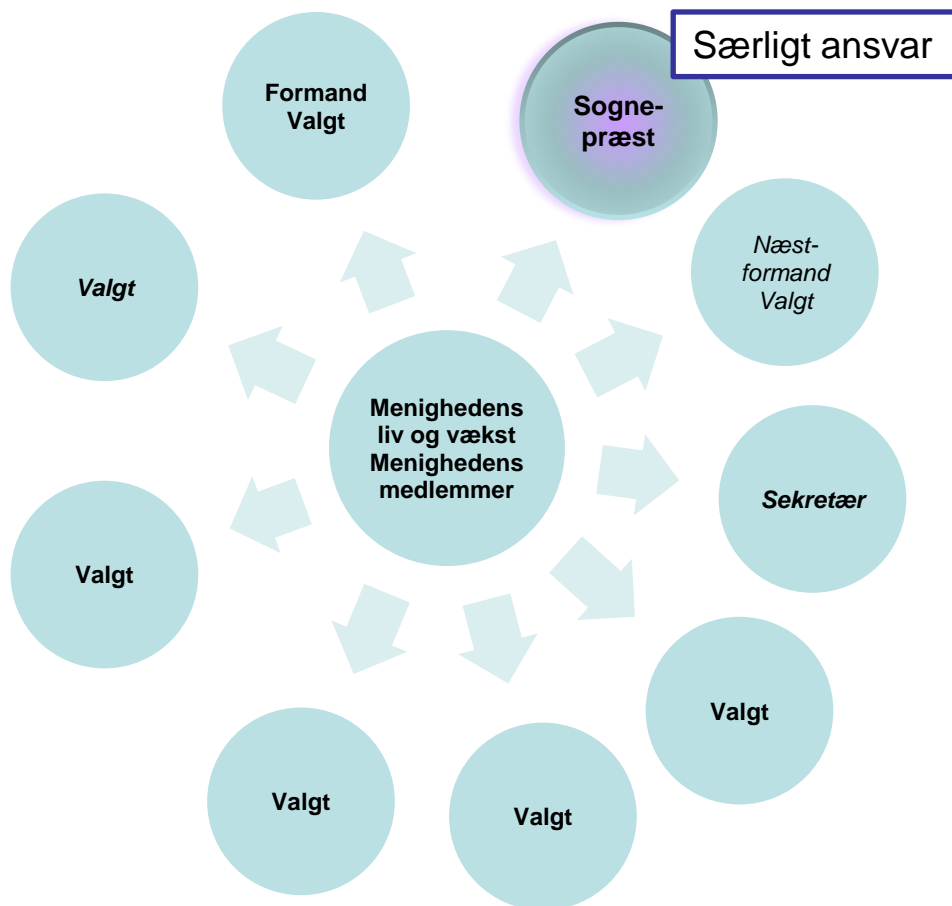 Særligt ansvar
Formand
Valgt
Sogne-
præst
Næst-
formand
Valgt
Valgt
Menighedens
liv og vækst
Menighedens
medlemmer
Sekretær
Valgt
Valgt
Valgt
Valgt